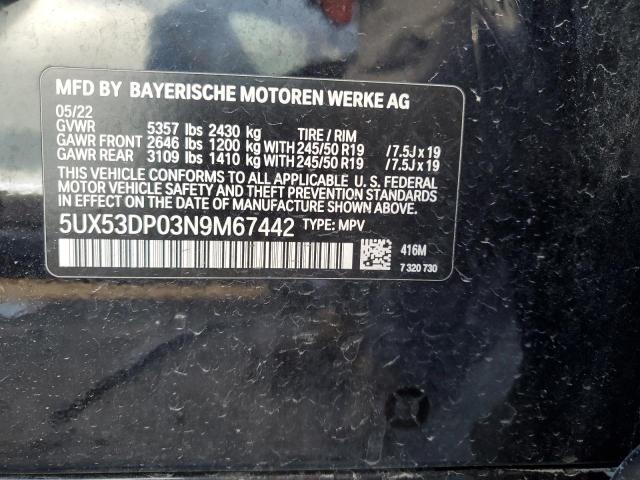 MFD BY BAYERISCHE MOTOREN WERKE AG
05/22
GVWR 5357 lbs 2430 kg TIRE / RIM
GAWR FRONT 2646 lbs 1200 kg WITH 245/50 R19 / 7.5J x 19
GAWR REAR 3109 lbs 1410 kg WITH 245/50 R19 / 7.5J x 19
THIS VEHICLE CONFORMS TO ALL APPLICABLE U. S. FEDERAL
MOTOR VEHICLE SAFETY AND THEFT PREVENTION STANDARDS
IN EFFECT ON THE DATE OF MANUFACTURE SHOWN ABOVE.
5UX53DP03N9M67442 TYPE: MPV
416M
7 320 730